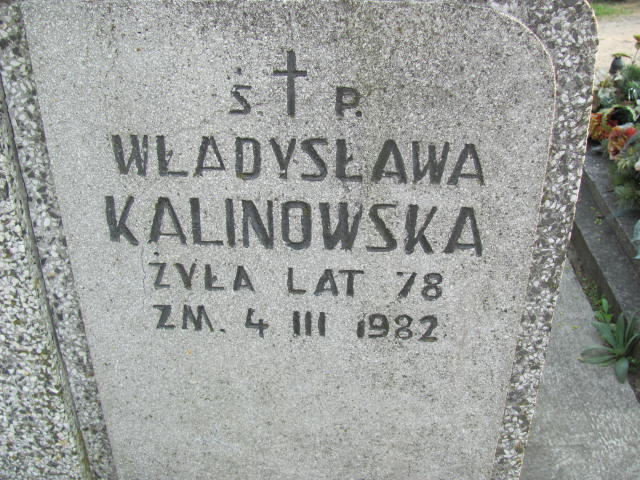 Ś. P.
WŁADYSŁAWA
KALINOWSKA
ŻYŁA LAT 78
ZM. 4 III 1982